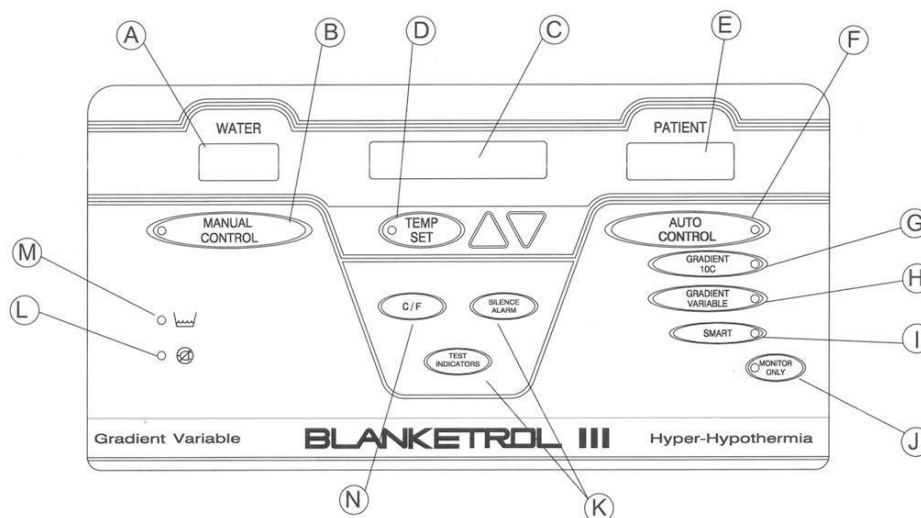 A
B
D
C
E
F
WATER
PATIENT
MANUAL
CONTROL
TEMP
SET
AUTO
CONTROL
G
GRADIENT
10C
H
GRADIENT
VARIABLE
M
C / F
SILENCE
ALARM
I
SMART
L
TEST
INDICATORS
MONITOR
ONLY
J
Gradient Variable
BLANKETROL III
Hyper-Hypothermia
N
K